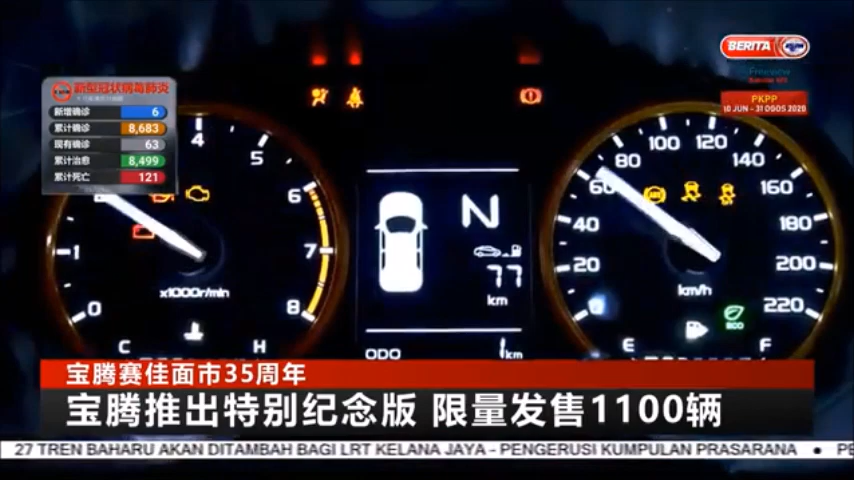 BERITA
PKPP
10 JUN - 31 OGOS 2020
新型冠状病毒肺炎
新增确诊 6
累计确诊 8,683
现有确诊 63
累计治愈 8,499
累计死亡 121
0 1 4 5 6 7 8
x1000r/min
C H
N
77
km
ODO 1km
20 40 60 80 100 120 140 160 180 200 220
ABS
km/h
ECO
E F
宝腾赛佳面市35周年
宝腾推出特别纪念版 限量发售1100辆
27 TREN BAHARU AKAN DITAMBAH BAGI LRT KELANA JAYA - PENGERUSI KUMPULAN PRASARANA • PE